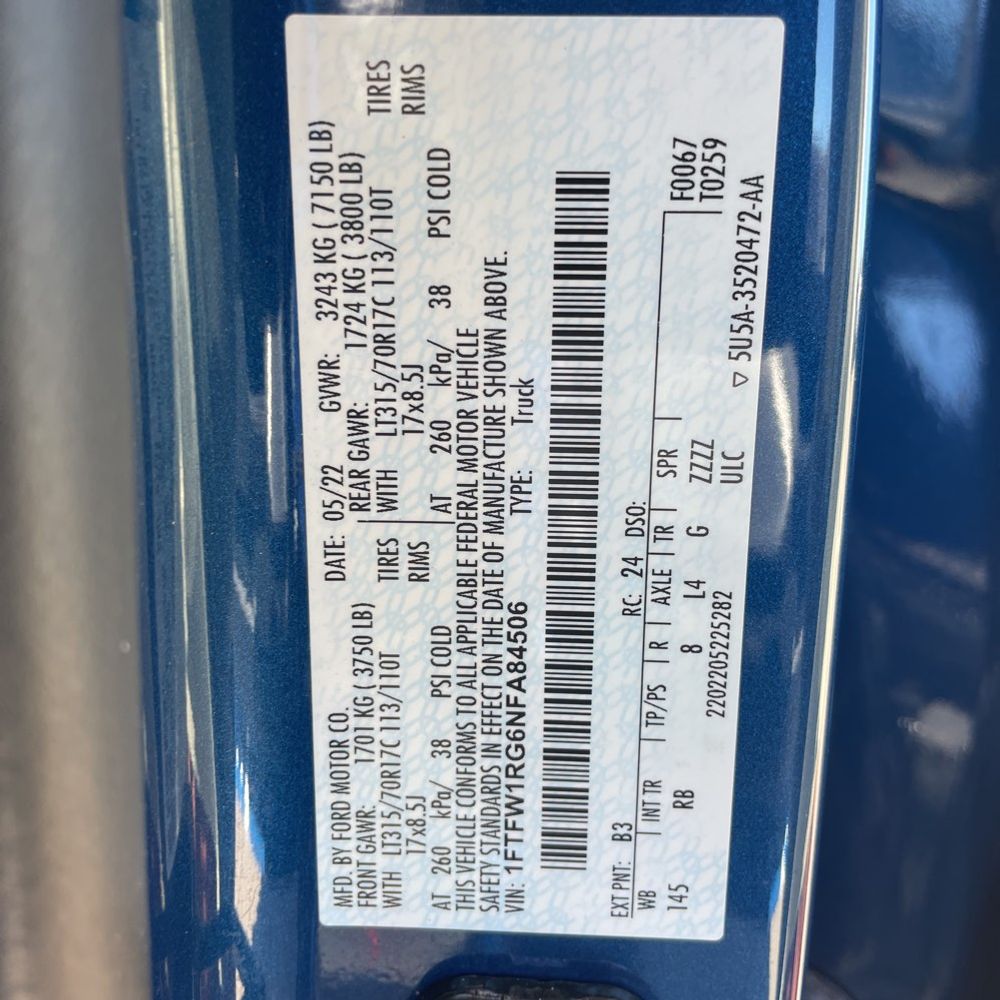 MFD. BY FORD MOTOR CO. DATE: 05/22 GVWR: 3243 KG ( 7150 LB)
FRONT GAWR: 1701 KG ( 3750 LB) REAR GAWR: 1724 KG ( 3800 LB)
WITH LT315/70R17C 113/110T TIRES WITH LT315/70R17C 113/110T TIRES
17x8.5J RIMS 17x8.5J RIMS
AT 260 kPa/ 38 PSI COLD AT 260 kPa/ 38 PSI COLD
THIS VEHICLE CONFORMS TO ALL APPLICABLE FEDERAL MOTOR VEHICLE
SAFETY STANDARDS IN EFFECT ON THE DATE OF MANUFACTURE SHOWN ABOVE.
VIN: 1FTFW1RG6NFA84506 TYPE: Truck
EXT PNT: B3 RC: 24 DSO:
WB | INT TR | TP/PS | R | AXLE | TR | SPR | F0067
145 RB 8 L4 G ZZZZ T0259
2202205225282 ULC
▽ 5U5A-3520472-AA